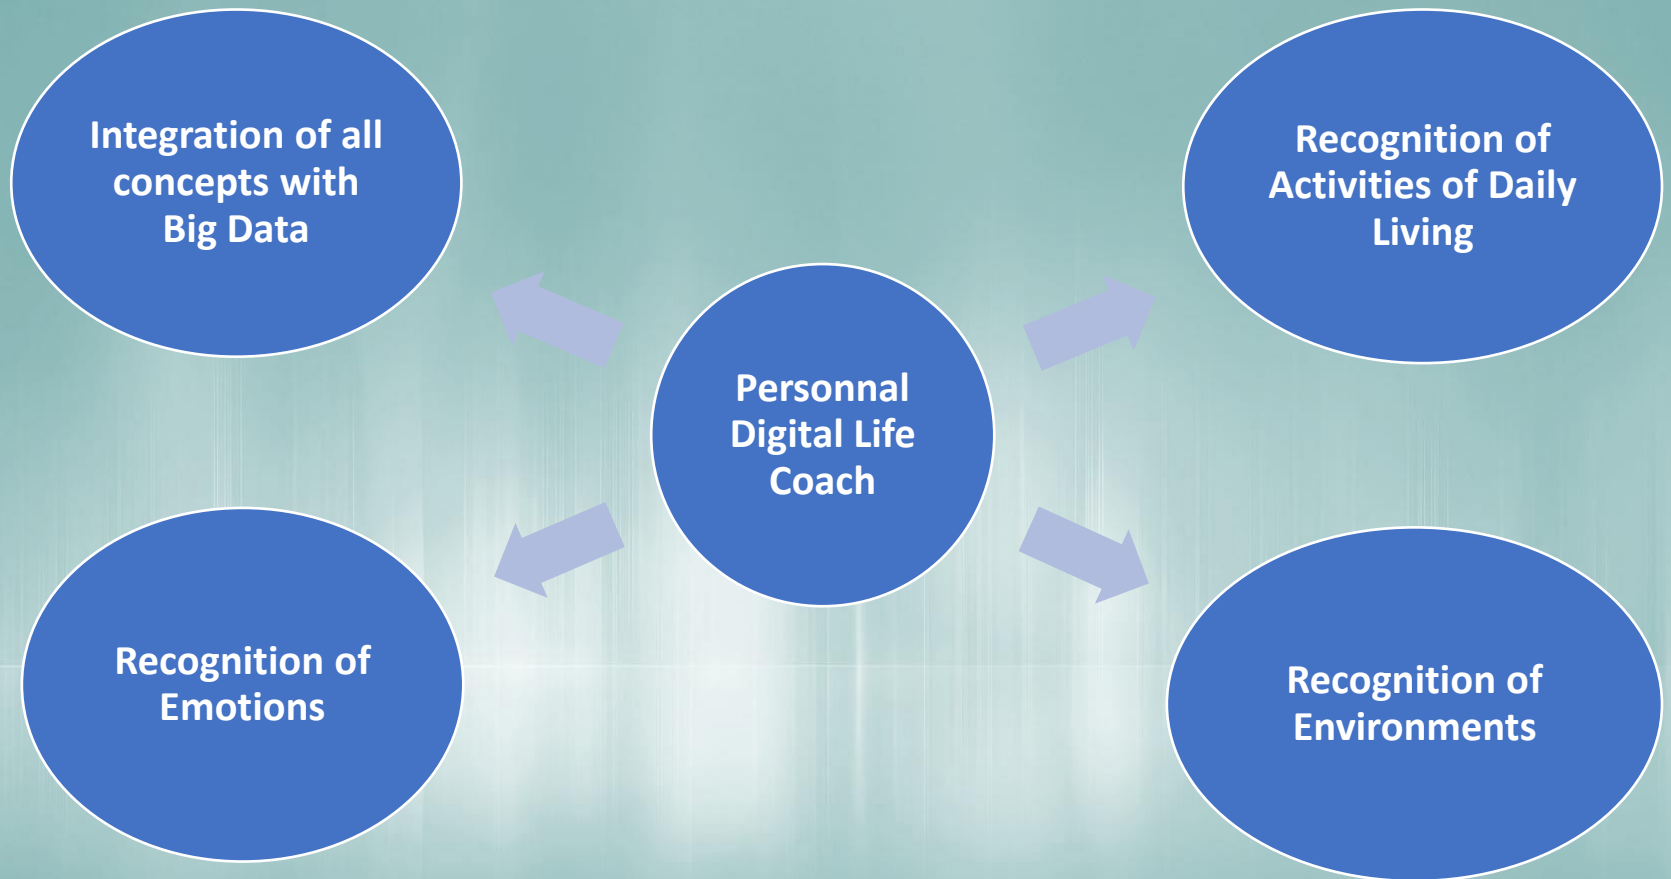 Integration of all
concepts with
Big Data
Recognition of
Activities of Daily
Living
Personnal
Digital Life
Coach
Recognition of
Emotions
Recognition of
Environments